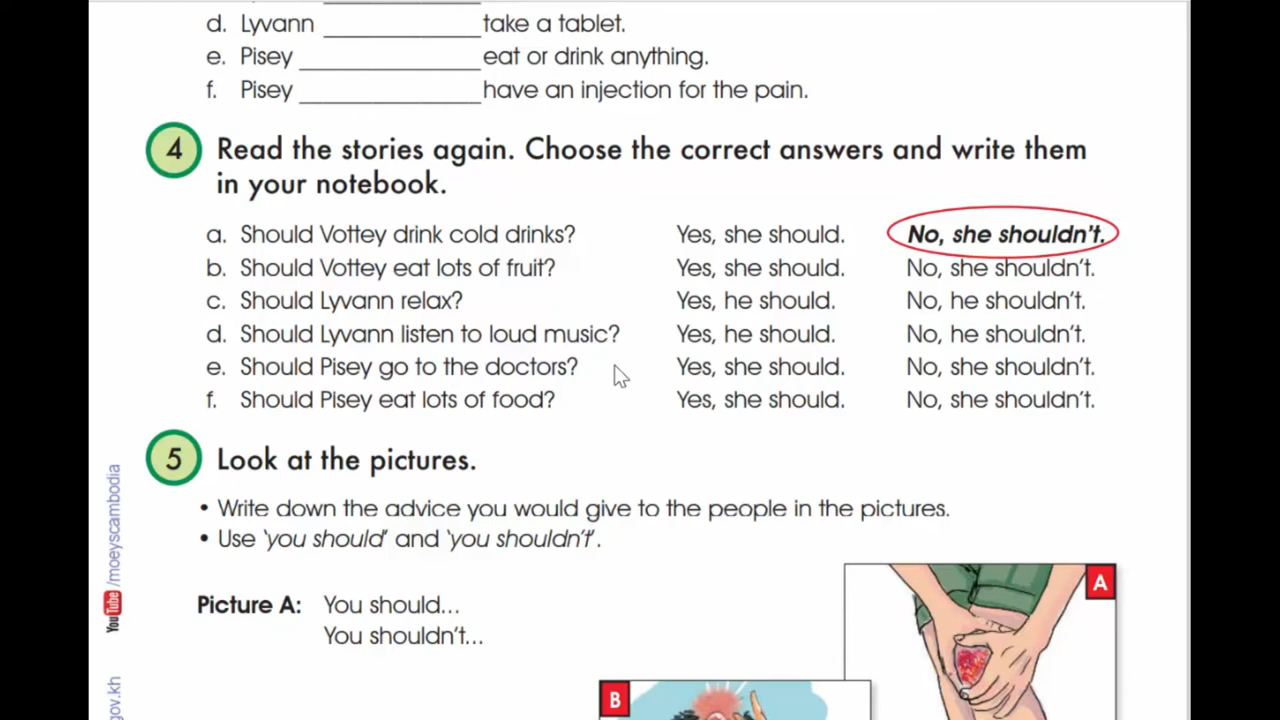 d. Lyvann ______________ take a tablet.
e. Pisey ________________ eat or drink anything.
f. Pisey ________________ have an injection for the pain.
4 Read the stories again. Choose the correct answers and write them
in your notebook.
a. Should Vottey drink cold drinks? Yes, she should. No, she shouldn't.
b. Should Vottey eat lots of fruit? Yes, she should. No, she shouldn't.
c. Should Lyvann relax? Yes, he should. No, he shouldn't.
d. Should Lyvann listen to loud music? Yes, he should. No, he shouldn't.
e. Should Pisey go to the doctors? Yes, she should. No, she shouldn't.
f. Should Pisey eat lots of food? Yes, she should. No, she shouldn't.
5 Look at the pictures.
• Write down the advice you would give to the people in the pictures.
• Use 'you should' and 'you shouldn't'.
Picture A: You should...
You shouldn't...
A
B
YouTube /moeyscambodia
gov.kh